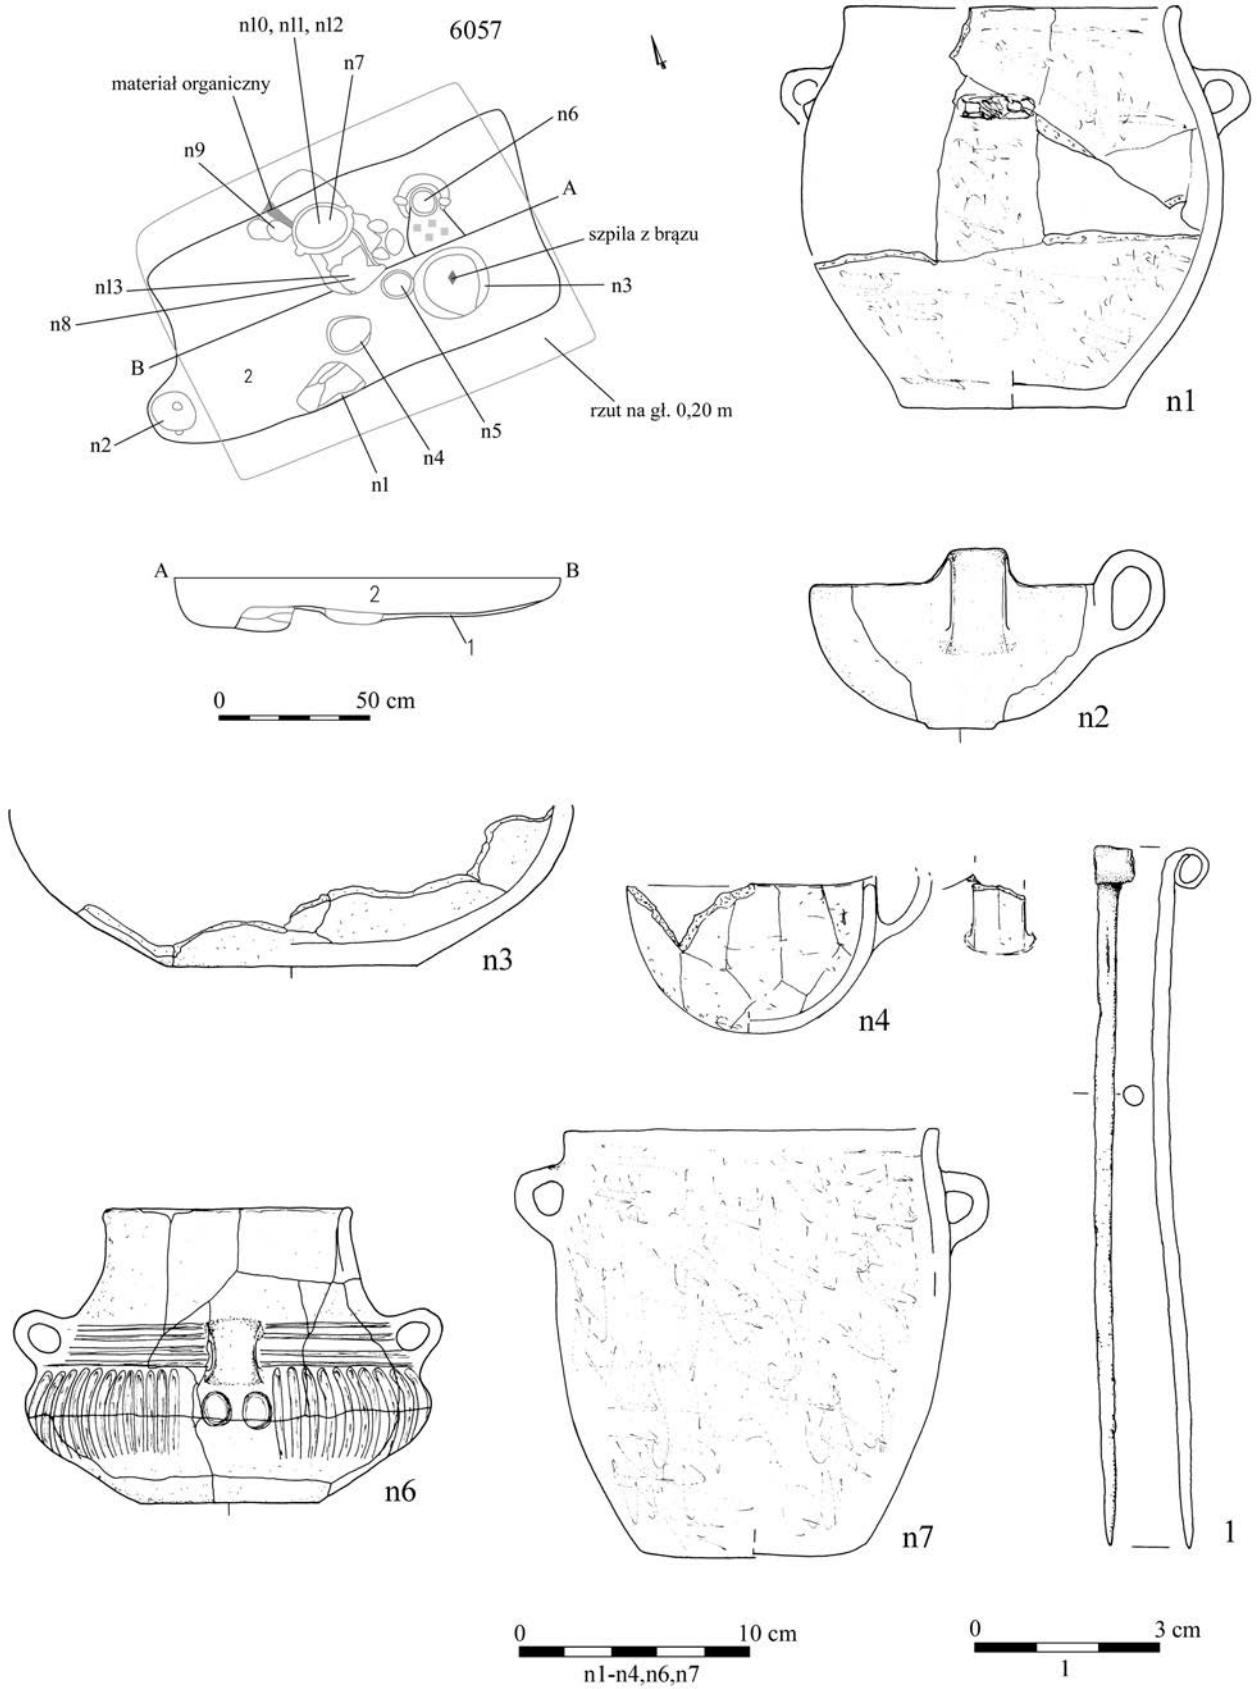 6057
n10, n11, n12
n7
materiał organiczny
n9
n6
A
szpila z brązu
n13
n3
n8
B
2
rzut na gł. 0,20 m
n2
n5
n4
n1
n1
A
B
2
1
0 50 cm
n2
n3
n4
n6
n7
1
0 10 cm
n1-n4,n6,n7
0 3 cm
1